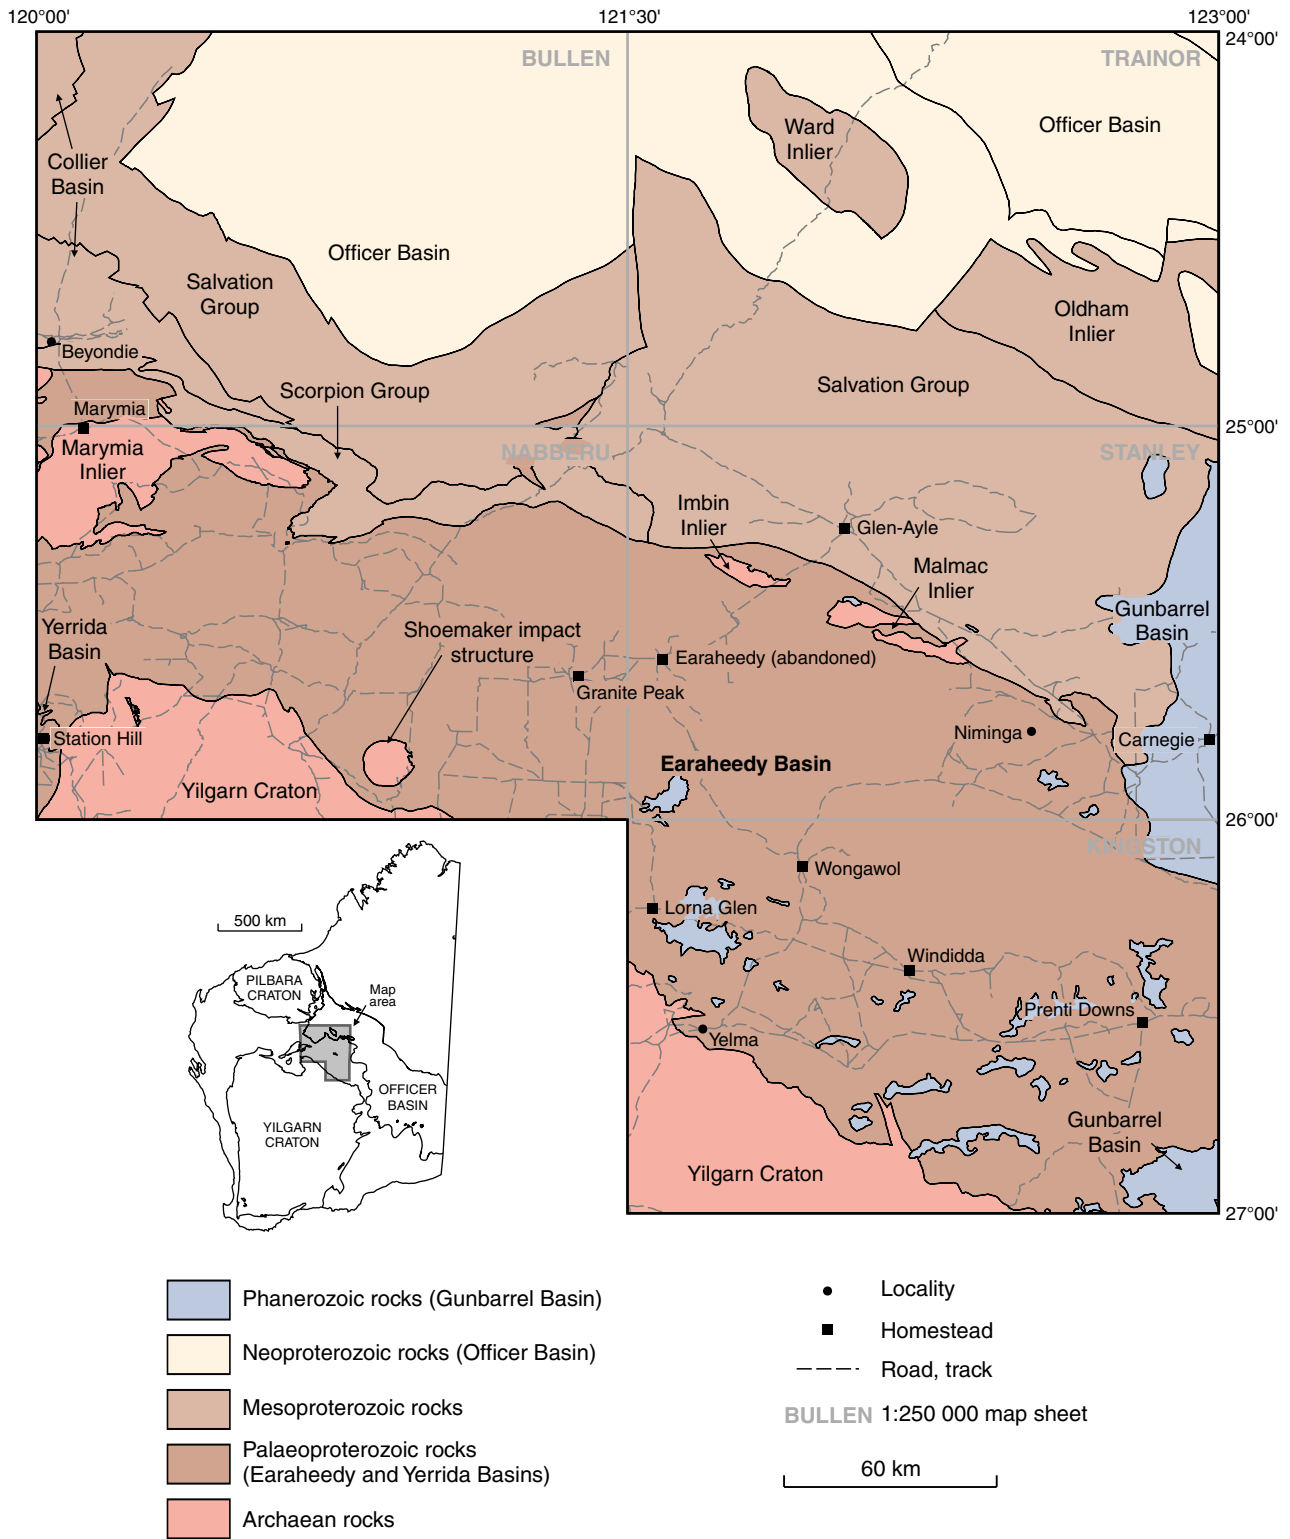 120°00'
121°30'
123°00'
24°00'
BULLEN
TRAINOR
Officer Basin
Ward
Inlier
Collier
Basin
Officer Basin
Salvation
Group
Oldham
Inlier
Beyondie
Scorpion Group
Salvation Group
Marymia
25°00'
Marymia
Inlier
NABBERU
STANLEY
Imbin
Inlier
Glen-Ayle
Malmac
Inlier
Gunbarrel
Basin
Yerrida
Basin
Shoemaker impact
structure
Earaheedy (abandoned)
Granite Peak
Station Hill
Niminga
Carnegie
Earaheedy Basin
Yilgarn Craton
26°00'
KINGSTON
Wongawol
Lorna Glen
500 km
Windidda
PILBARA
CRATON
Map
area
Prenti Downs
Yelma
OFFICER
BASIN
YILGARN
CRATON
Gunbarrel
Basin
Yilgarn Craton
27°00'
Phanerozoic rocks (Gunbarrel Basin)
Neoproterozoic rocks (Officer Basin)
Mesoproterozoic rocks
Palaeoproterozoic rocks
(Earaheedy and Yerrida Basins)
Archaean rocks
Locality
Homestead
Road, track
BULLEN 1:250 000 map sheet
60 km